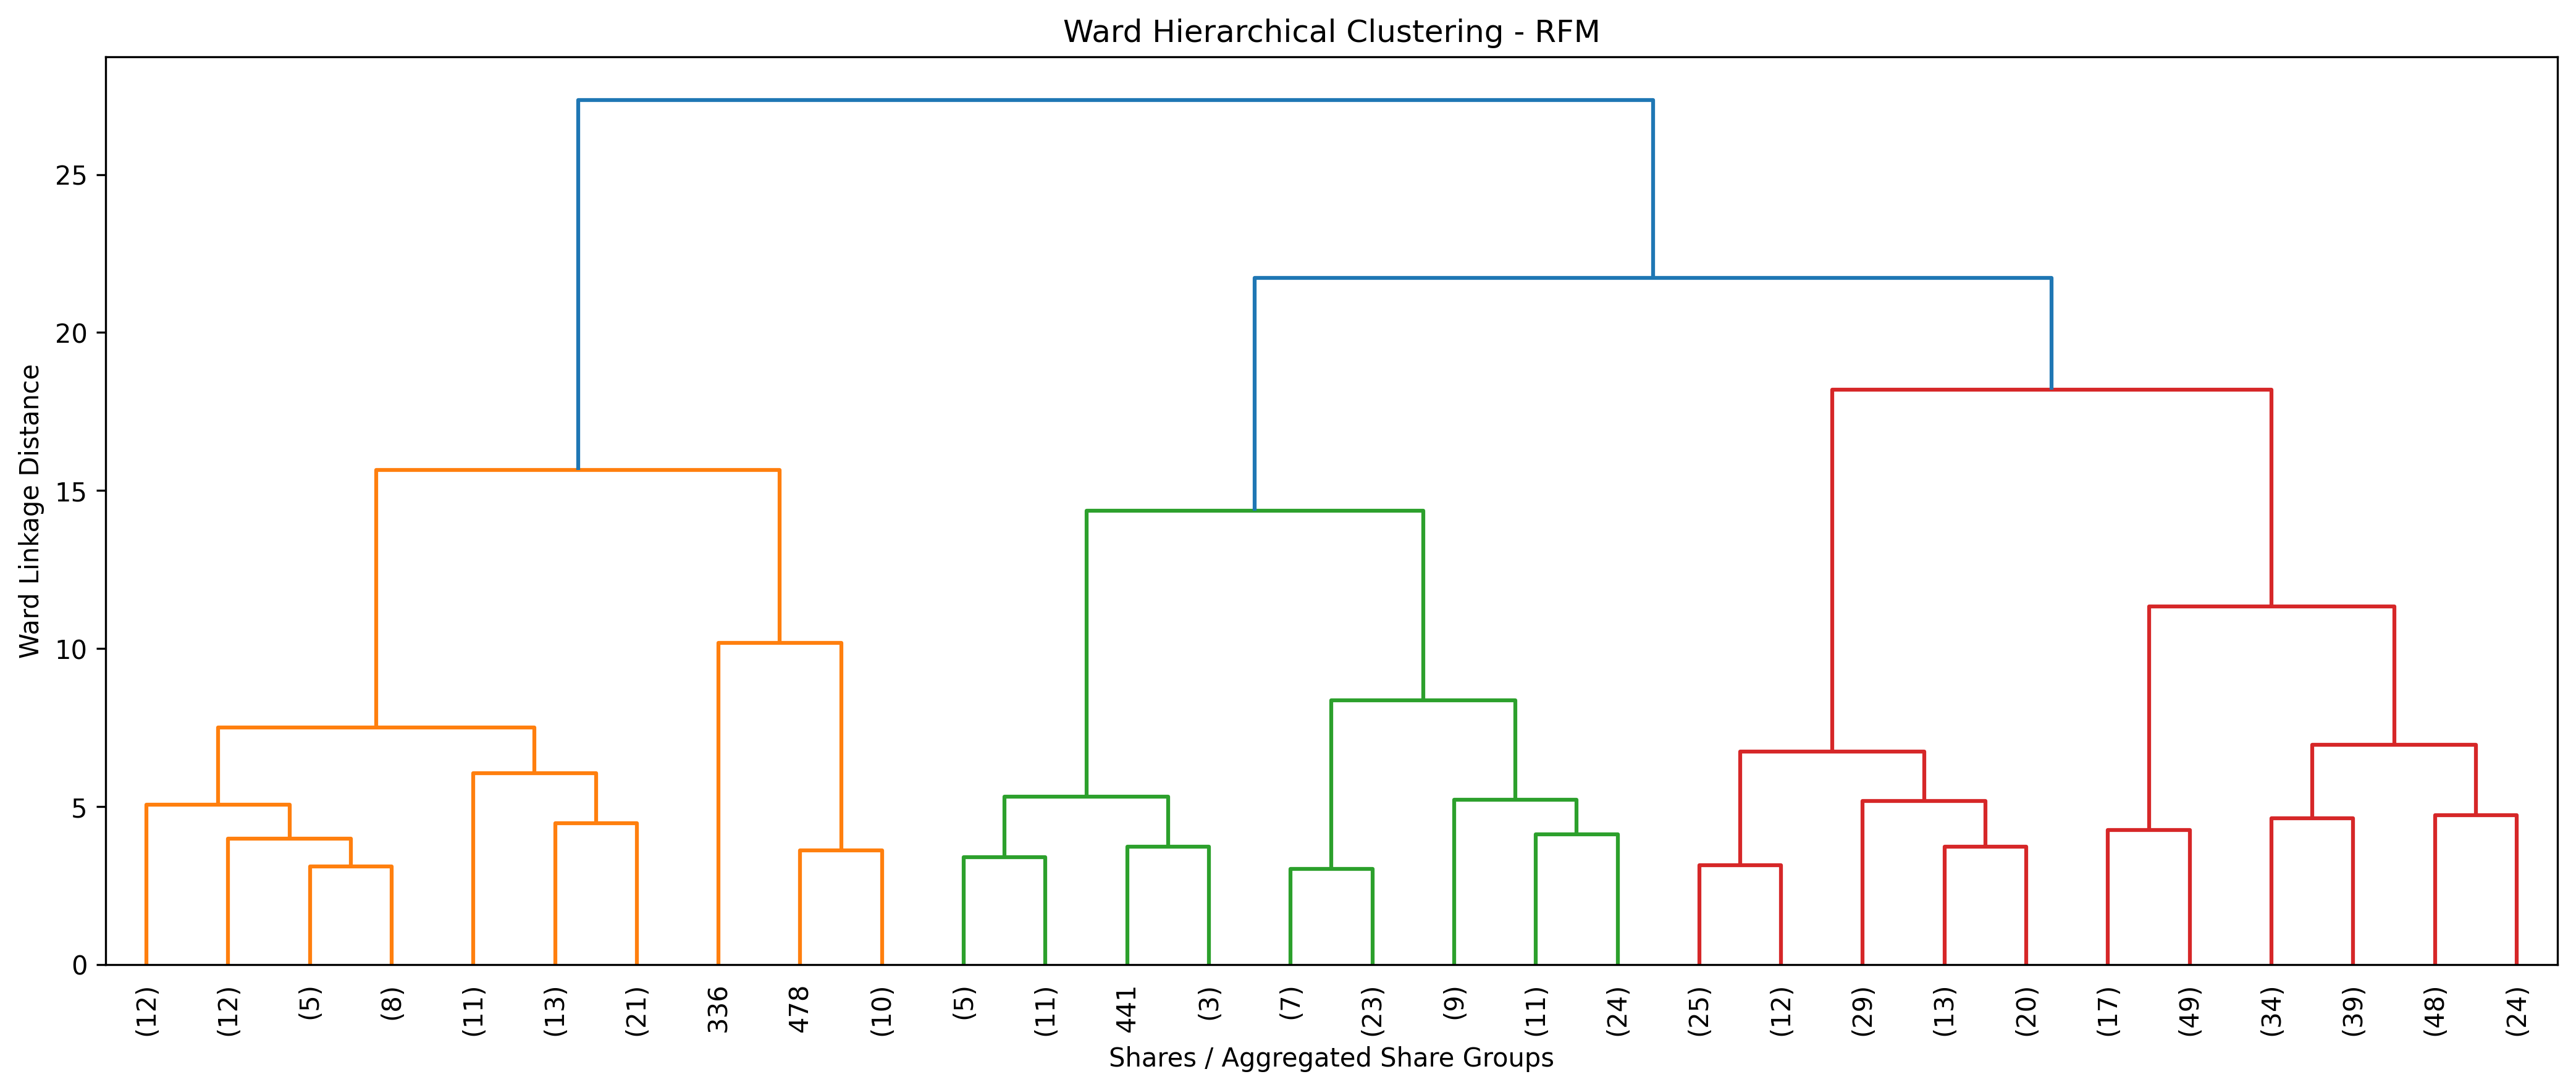 Ward Hierarchical Clustering - RFM
Ward Linkage Distance
25
20
15
10
5
0
(12) (12) (5) (8) (11) (13) (21) 336 478 (10) (5) (11) 441 (3) (7) (23) (9) (11) (24) (25) (12) (29) (13) (20) (17) (49) (34) (39) (48) (24)
Shares / Aggregated Share Groups